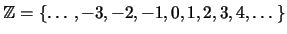 ℤ = {… , −3, −2, −1, 0, 1, 2, 3, 4, … }